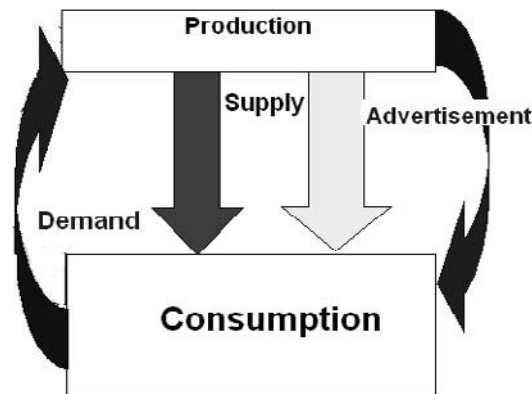 Production
Supply
Advertisement
Demand
Consumption